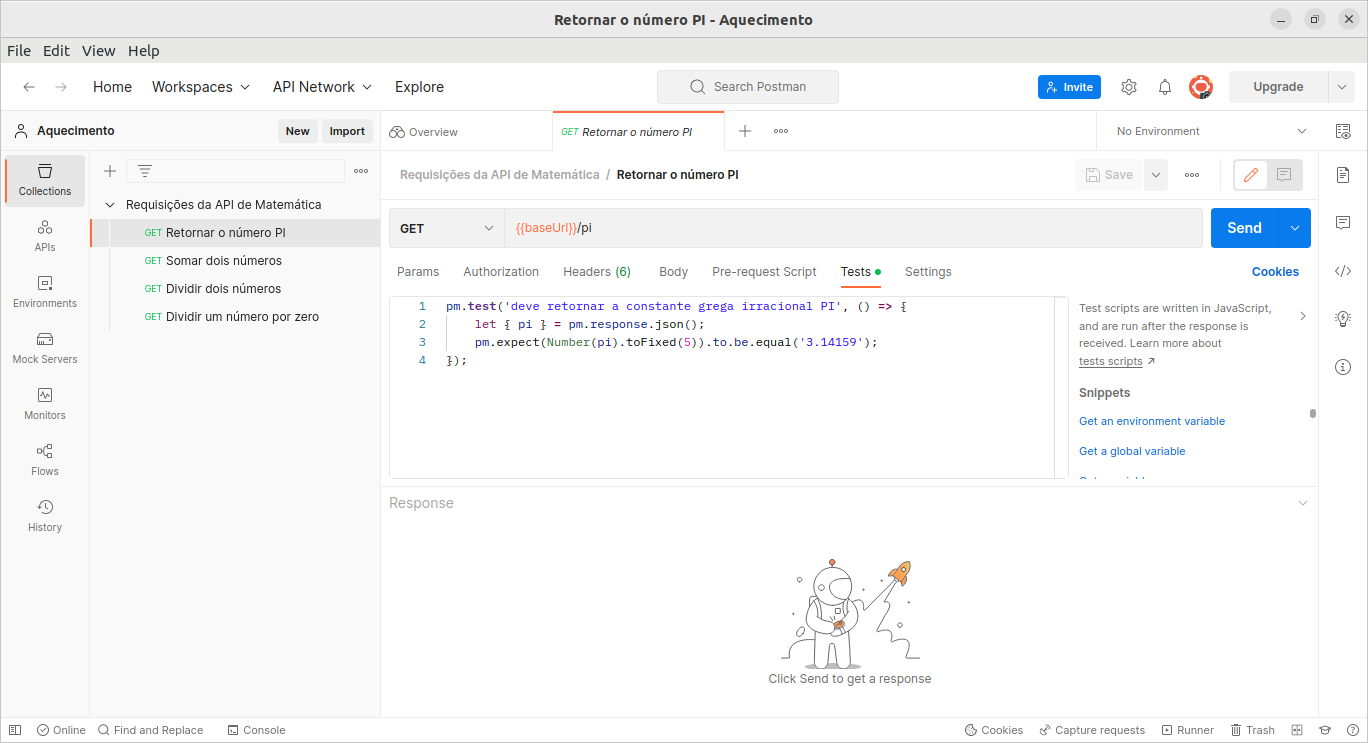 Retornar o número PI - Aquecimento
File Edit View Help
Home Workspaces API Network Explore Search Postman Invite Upgrade
Aquecimento New Import Overview GET Retornar o número PI No Environment
Collections
APIs
Environments
Mock Servers
Monitors
Flows
History
Requisições da API de Matemática
GET Retornar o número PI
GET Somar dois números
GET Dividir dois números
GET Dividir um número por zero
Requisições da API de Matemática / Retornar o número PI Save
GET {{baseUrl}}/pi Send
Params Authorization Headers (6) Body Pre-request Script Tests Settings Cookies
1 pm.test('deve retornar a constante grega irracional PI', () => {
2 let { pi } = pm.response.json();
3 pm.expect(Number(pi).toFixed(5)).to.be.equal('3.14159');
4 });
Test scripts are written in JavaScript,
and are run after the response is
received. Learn more about
tests scripts ↗
Snippets
Get an environment variable
Get a global variable
Response
Click Send to get a response
Online Find and Replace Console Cookies Capture requests Runner Trash